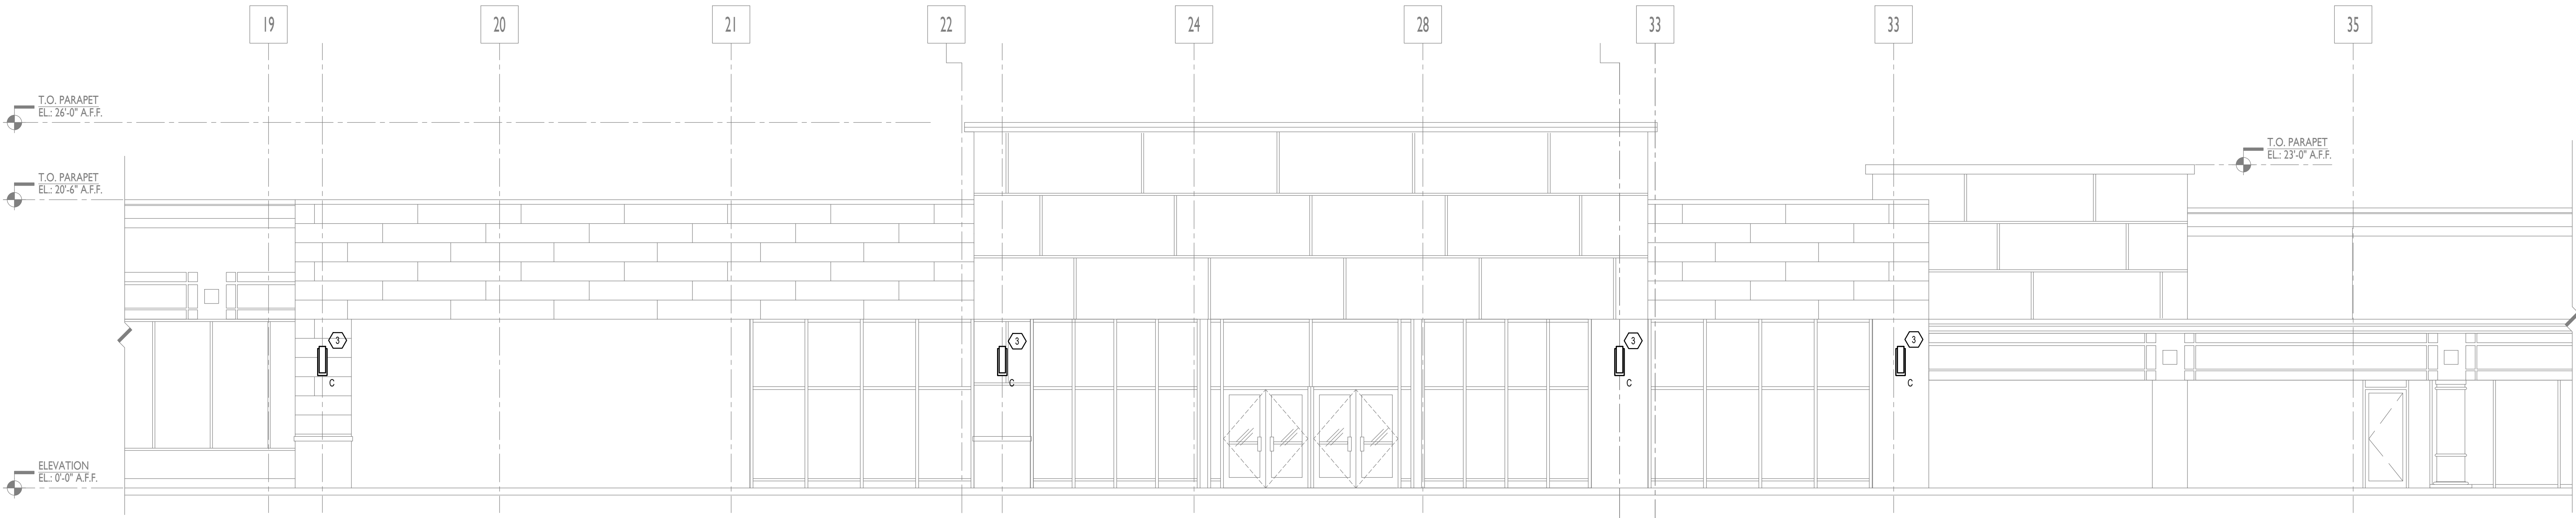 19
20
21
22
24
28
33
33
35
T.O. PARAPET
EL.: 26'-0" A.F.F.
T.O. PARAPET
EL.: 23'-0" A.F.F.
T.O. PARAPET
EL.: 20'-6" A.F.F.
3
C
3
C
3
C
3
C
ELEVATION
EL.: 0'-0" A.F.F.